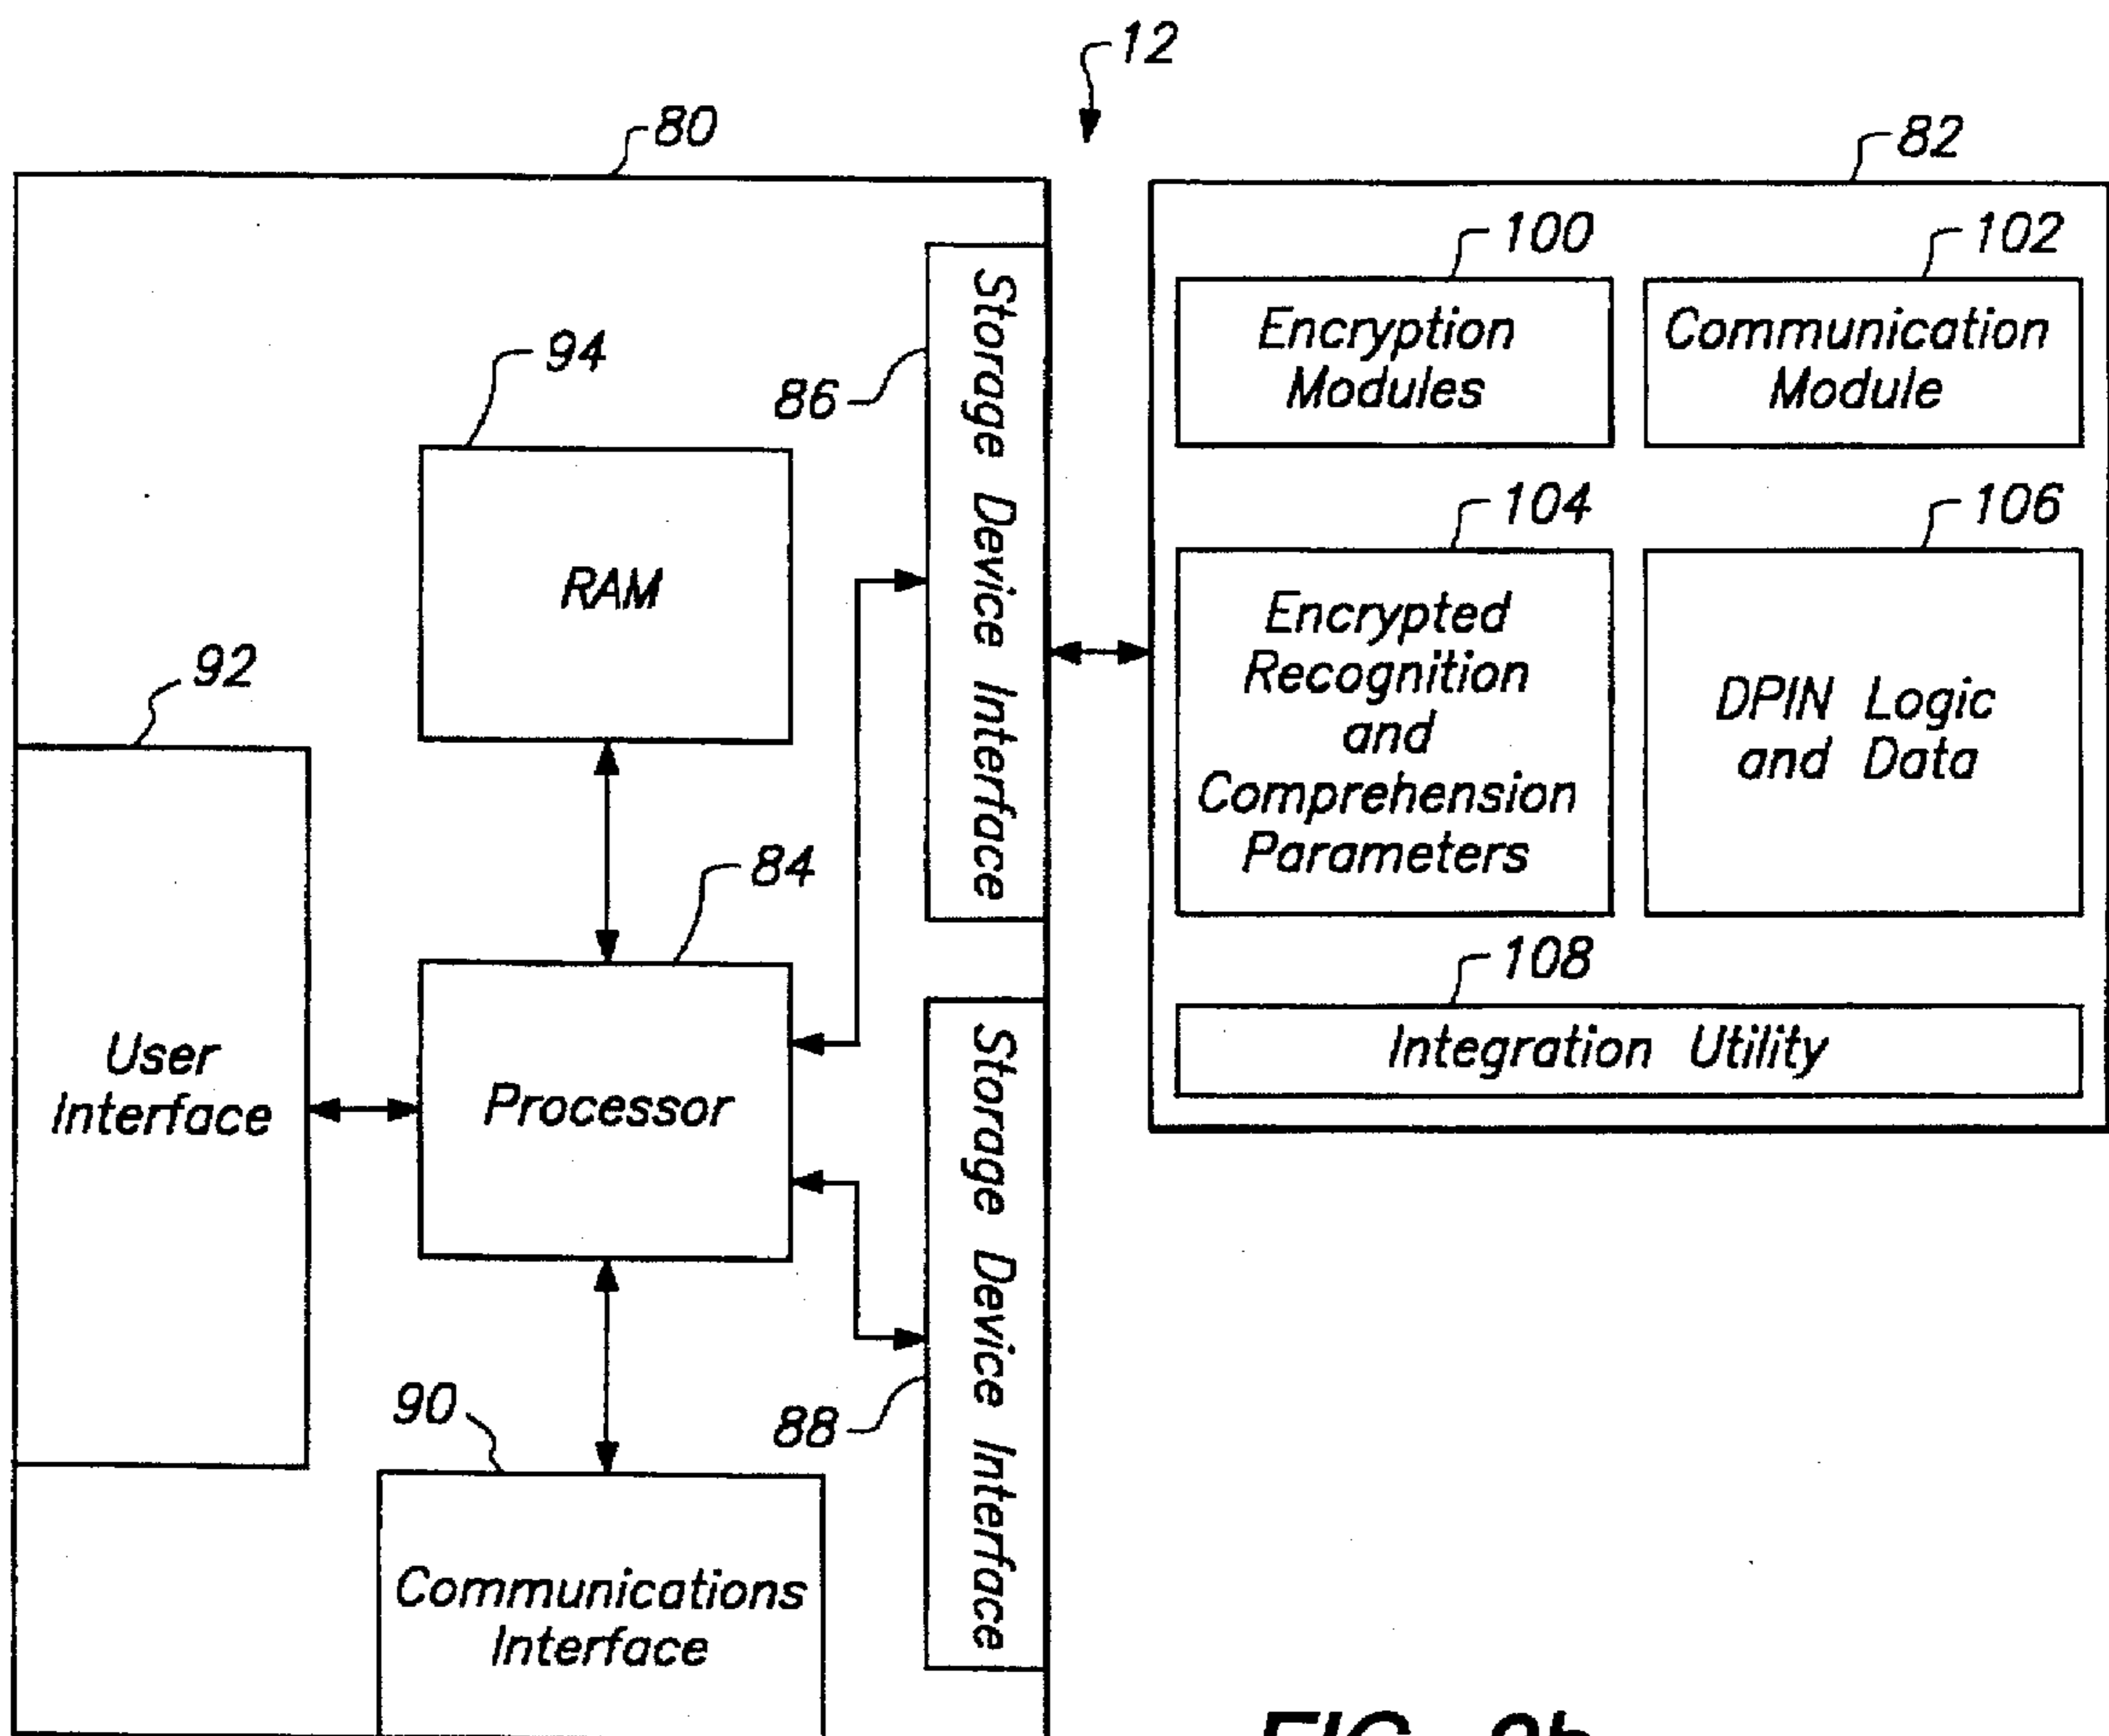 12
80
82
100
102
Encryption
Modules
Communication
Module
94
86
Storage Device Interface
RAM
104
106
Encrypted
Recognition
and
Comprehension
Parameters
DPIN Logic
and Data
92
84
108
Integration Utility
User
Interface
Processor
Storage Device Interface
90
88
Communications
Interface